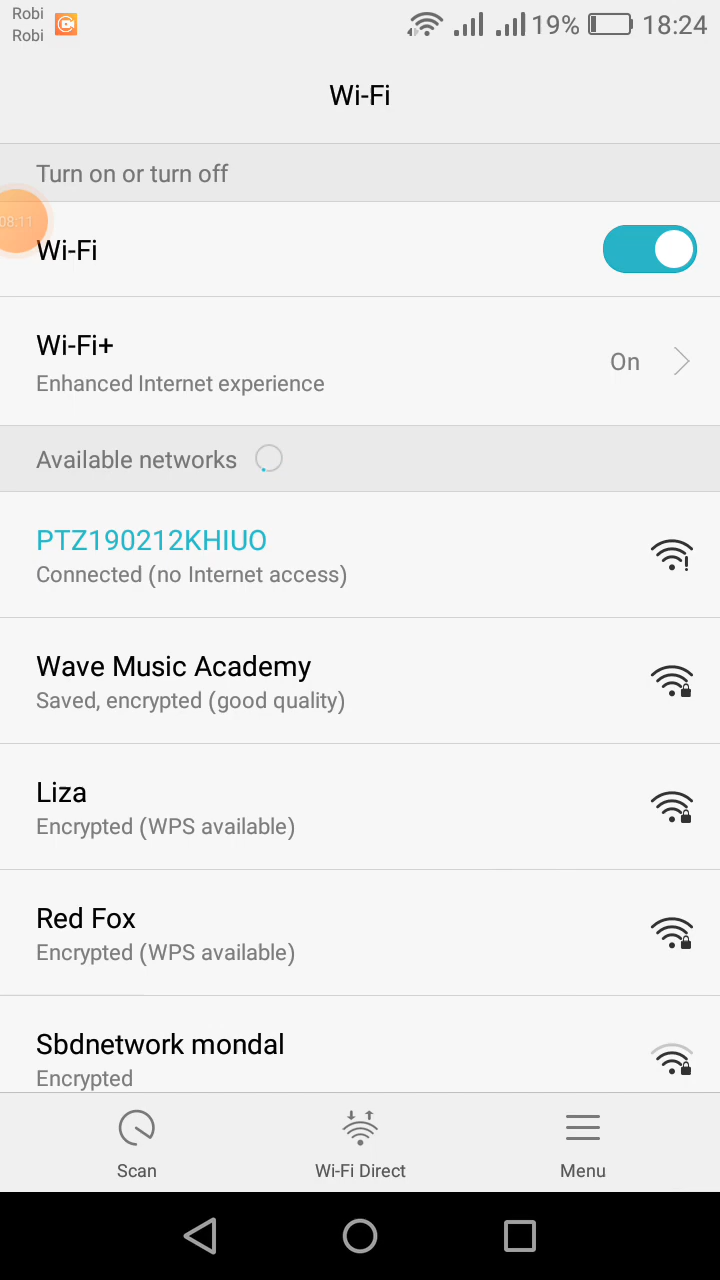 Robi
Robi
19% 18:24
Wi-Fi
Turn on or turn off
08:11
Wi-Fi
Wi-Fi+
Enhanced Internet experience
On
Available networks
PTZ190212KHIUO
Connected (no Internet access)
Wave Music Academy
Saved, encrypted (good quality)
Liza
Encrypted (WPS available)
Red Fox
Encrypted (WPS available)
Sbdnetwork mondal
Encrypted
Scan
Wi-Fi Direct
Menu